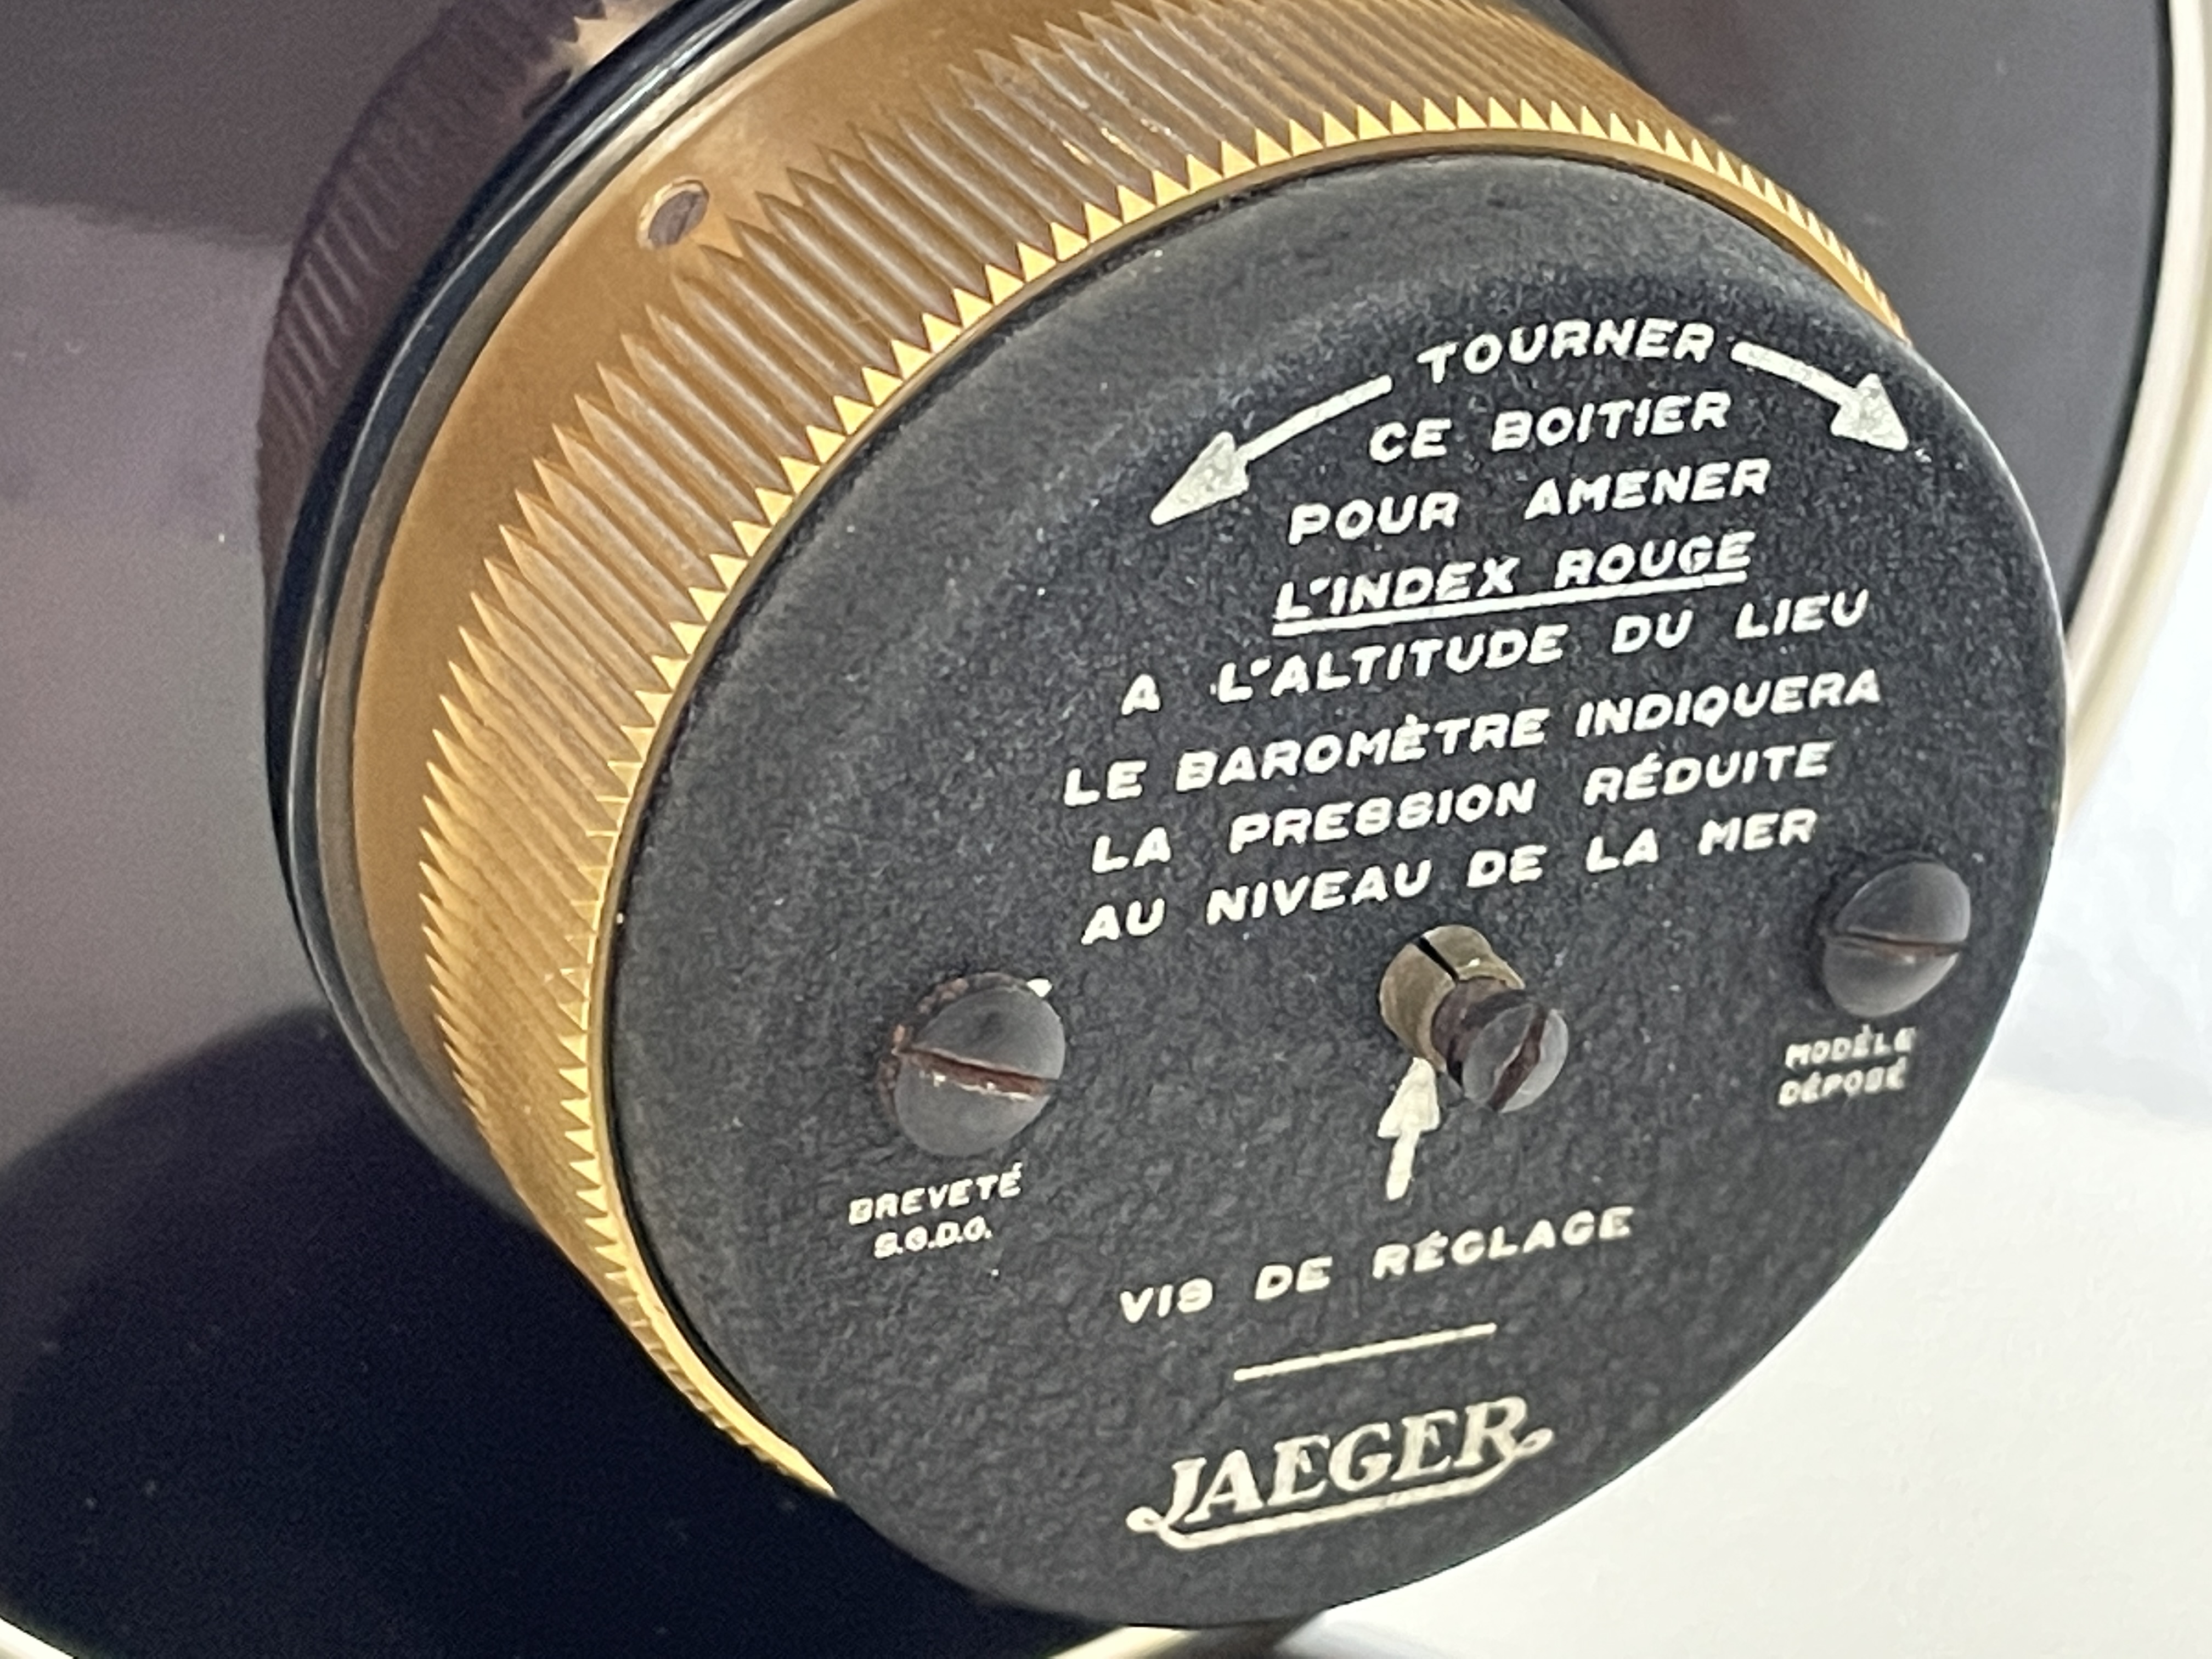 TOURNER
CE BOITIER
POUR AMENER
L'INDEX ROUGE
A L'ALTITUDE DU LIEU
LE BAROMÈTRE INDIQUERA
LA PRESSION RÉDUITE
AU NIVEAU DE LA MER
BREVETÉ
S.G.D.G.
MODÈLE
DÉPOSÉ
VIS DE RÉGLAGE
JAEGER